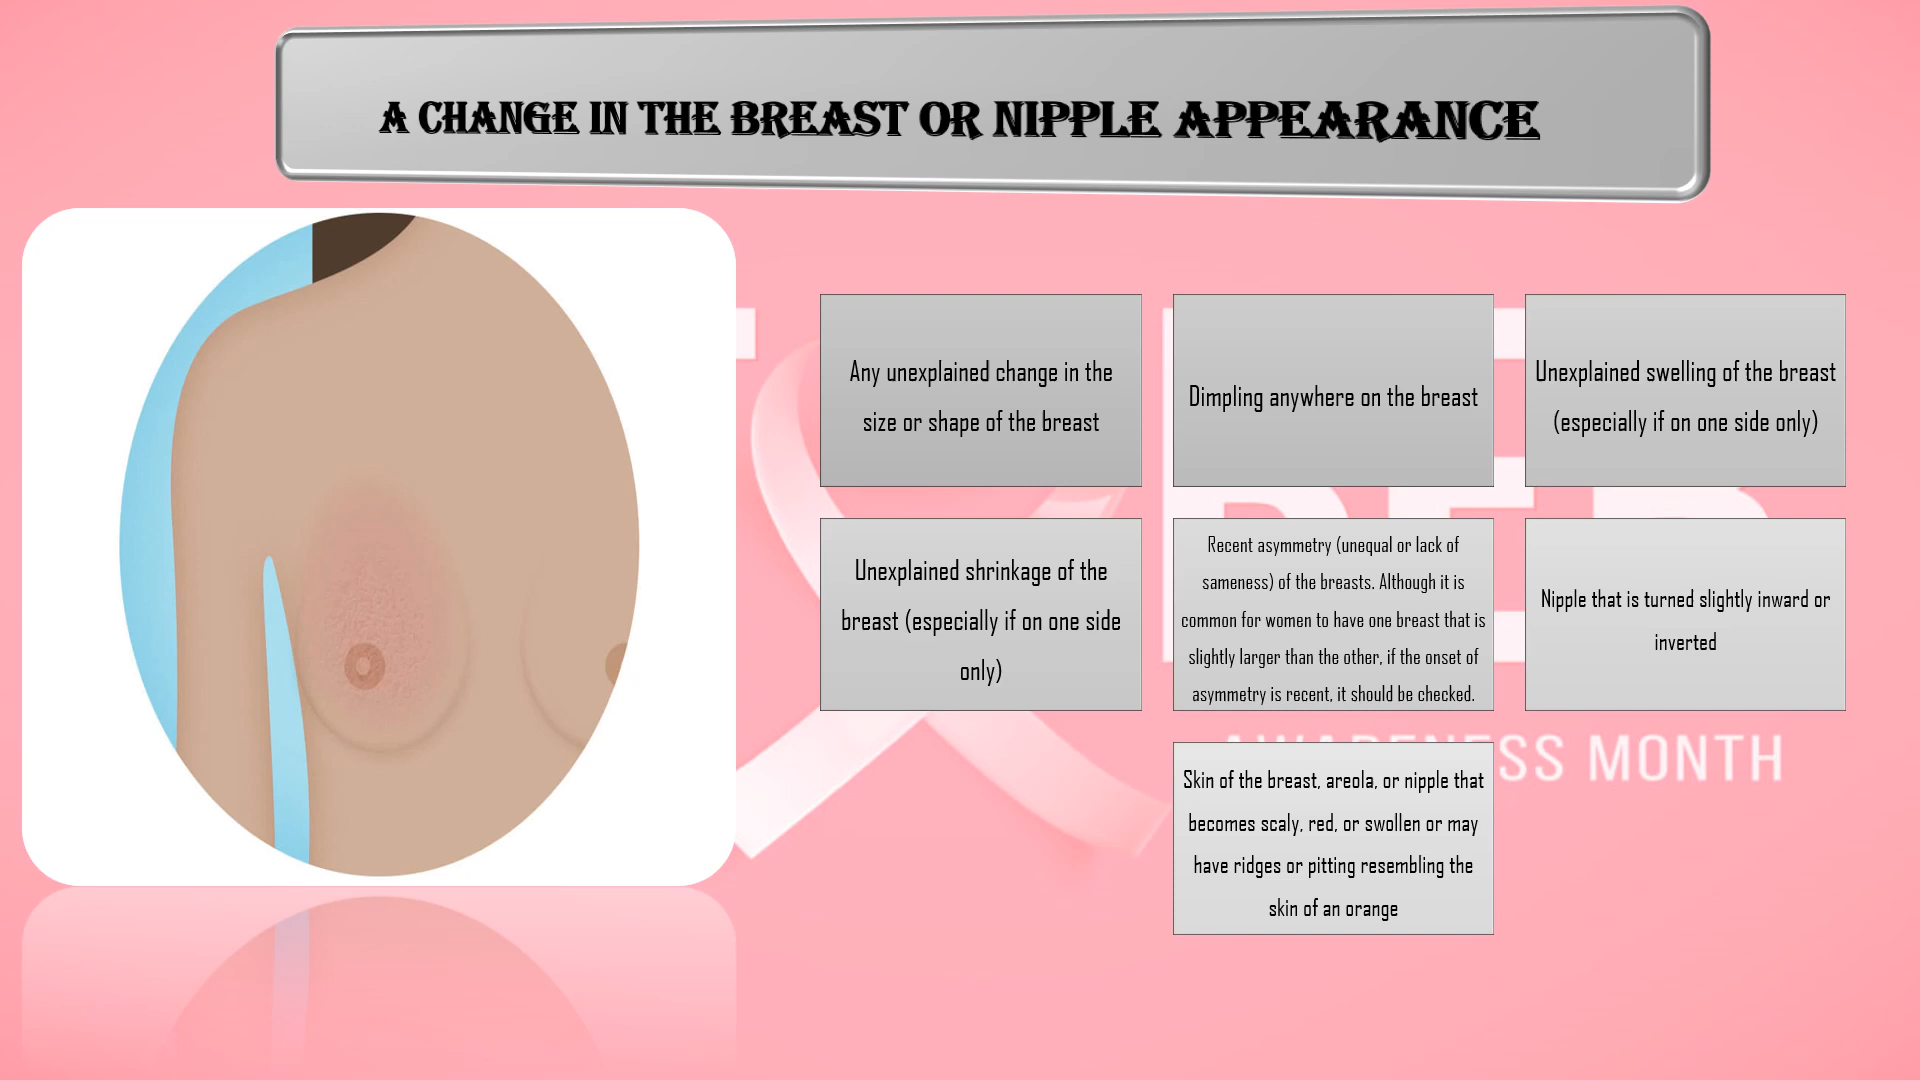 A CHANGE IN THE BREAST OR NIPPLE APPEARANCE
Any unexplained change in the
size or shape of the breast
Dimpling anywhere on the breast
Unexplained swelling of the breast
(especially if on one side only)
Unexplained shrinkage of the
breast (especially if on one side
only)
Recent asymmetry (unequal or lack of
sameness) of the breasts. Although it is
common for women to have one breast that is
slightly larger than the other, if the onset of
asymmetry is recent, it should be checked.
Nipple that is turned slightly inward or
inverted
Skin of the breast, areola, or nipple that
becomes scaly, red, or swollen or may
have ridges or pitting resembling the
skin of an orange
AWARENESS MONTH